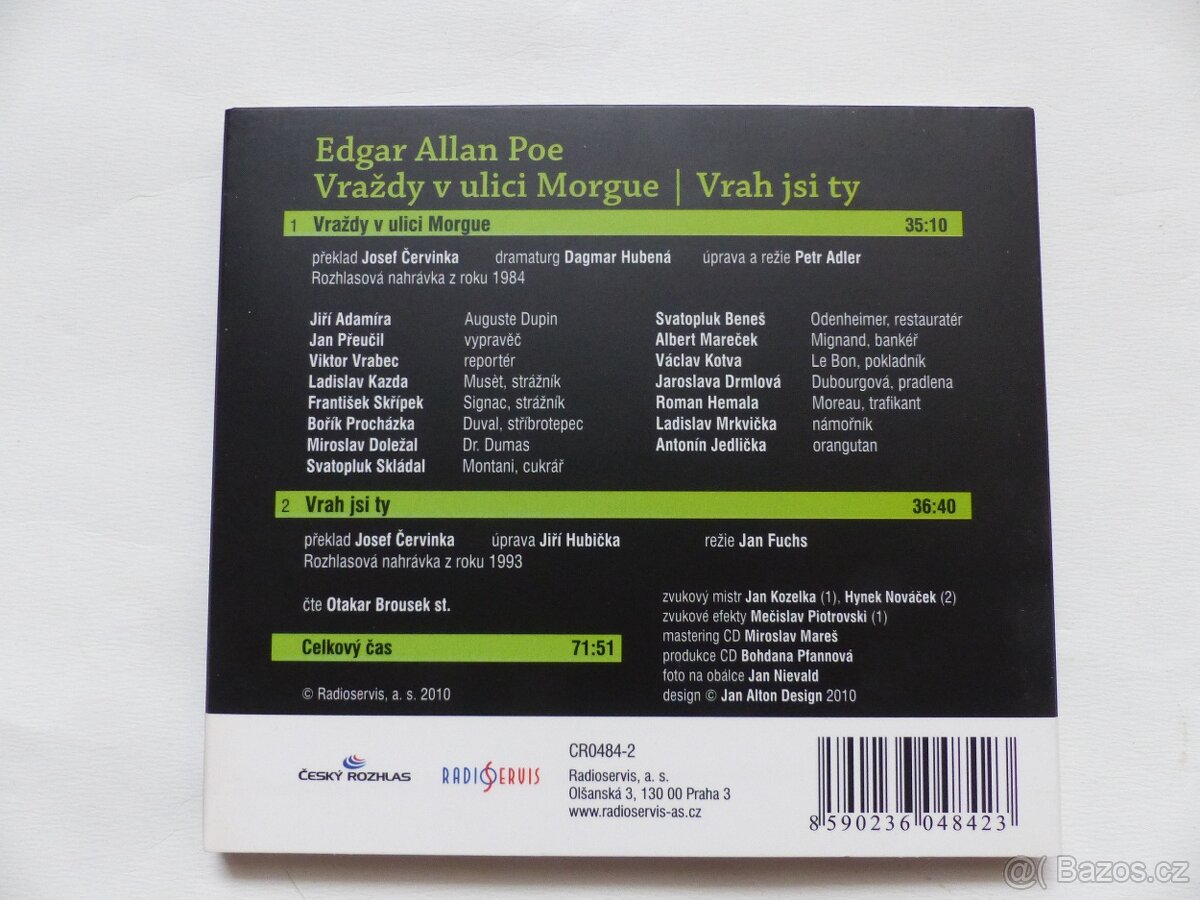 Edgar Allan Poe
Vraždy v ulici Morgue | Vrah jsi ty
1 Vraždy v ulici Morgue 35:10
překlad Josef Červinka dramaturg Dagmar Hubená úprava a režie Petr Adler
Rozhlasová nahrávka z roku 1984
Jiří Adamíra Auguste Dupin
Jan Přeučil vypravěč
Viktor Vrabec reportér
Ladislav Kazda Musèt, strážník
František Skřípek Signac, strážník
Bořík Procházka Duval, stříbrotepec
Miroslav Doležal Dr. Dumas
Svatopluk Skládal Montani, cukrář
Svatopluk Beneš Odenheimer, restauratér
Albert Mareček Mignand, bankéř
Václav Kotva Le Bon, pokladník
Jaroslava Drmlová Dubourgová, pradlena
Roman Hemala Moreau, trafikant
Ladislav Mrkvička námořník
Antonín Jedlička orangutan
2 Vrah jsi ty 36:40
překlad Josef Červinka úprava Jiří Hubička režie Jan Fuchs
Rozhlasová nahrávka z roku 1993
čte Otakar Brousek st.
Celkový čas 71:51
© Radioservis, a. s. 2010
zvukový mistr Jan Kozelka (1), Hynek Nováček (2)
zvukové efekty Mečislav Piotrovski (1)
mastering CD Miroslav Mareš
produkce CD Bohdana Pfannová
foto na obálce Jan Nievald
design © Jan Alton Design 2010
ČESKÝ ROZHLAS
RADIOSERVIS
CR0484-2
Radioservis, a. s.
Olšanská 3, 130 00 Praha 3
www.radioservis-as.cz
8 590236 048423
@( Bazos.cz